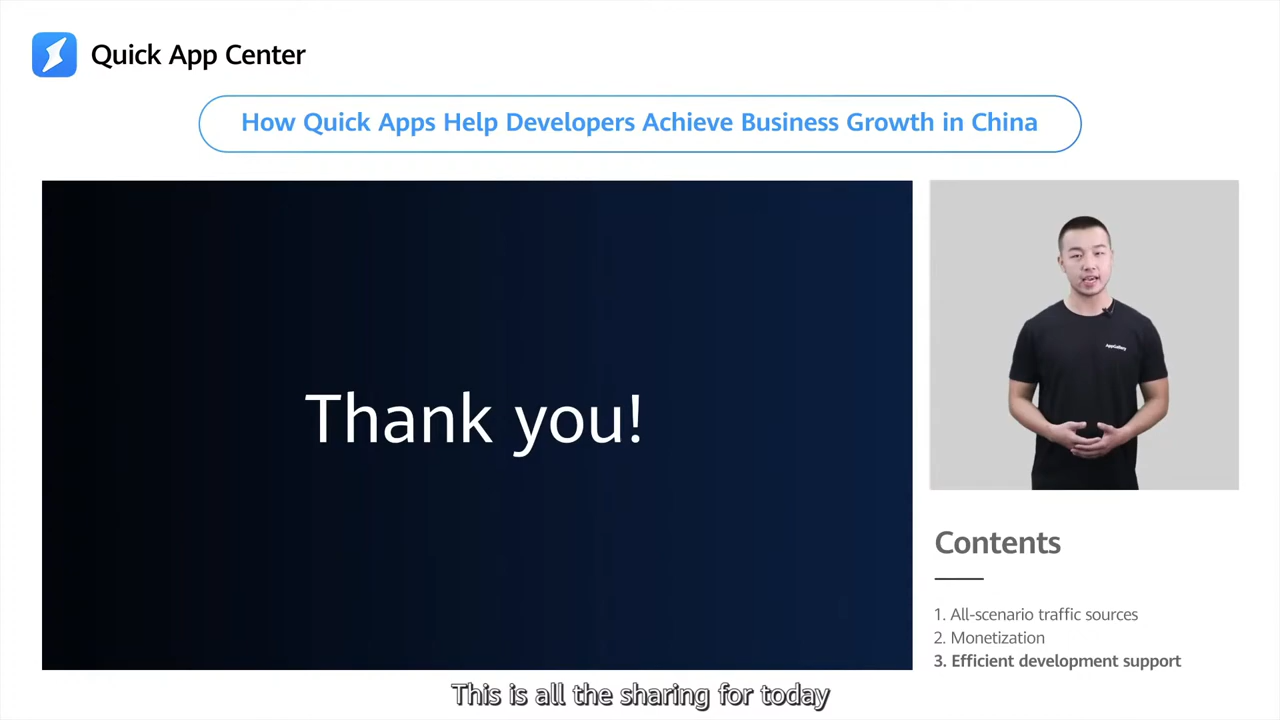 Quick App Center
How Quick Apps Help Developers Achieve Business Growth in China
Thank you!
AppGallery
Contents
1. All-scenario traffic sources
2. Monetization
3. Efficient development support
This is all the sharing for today